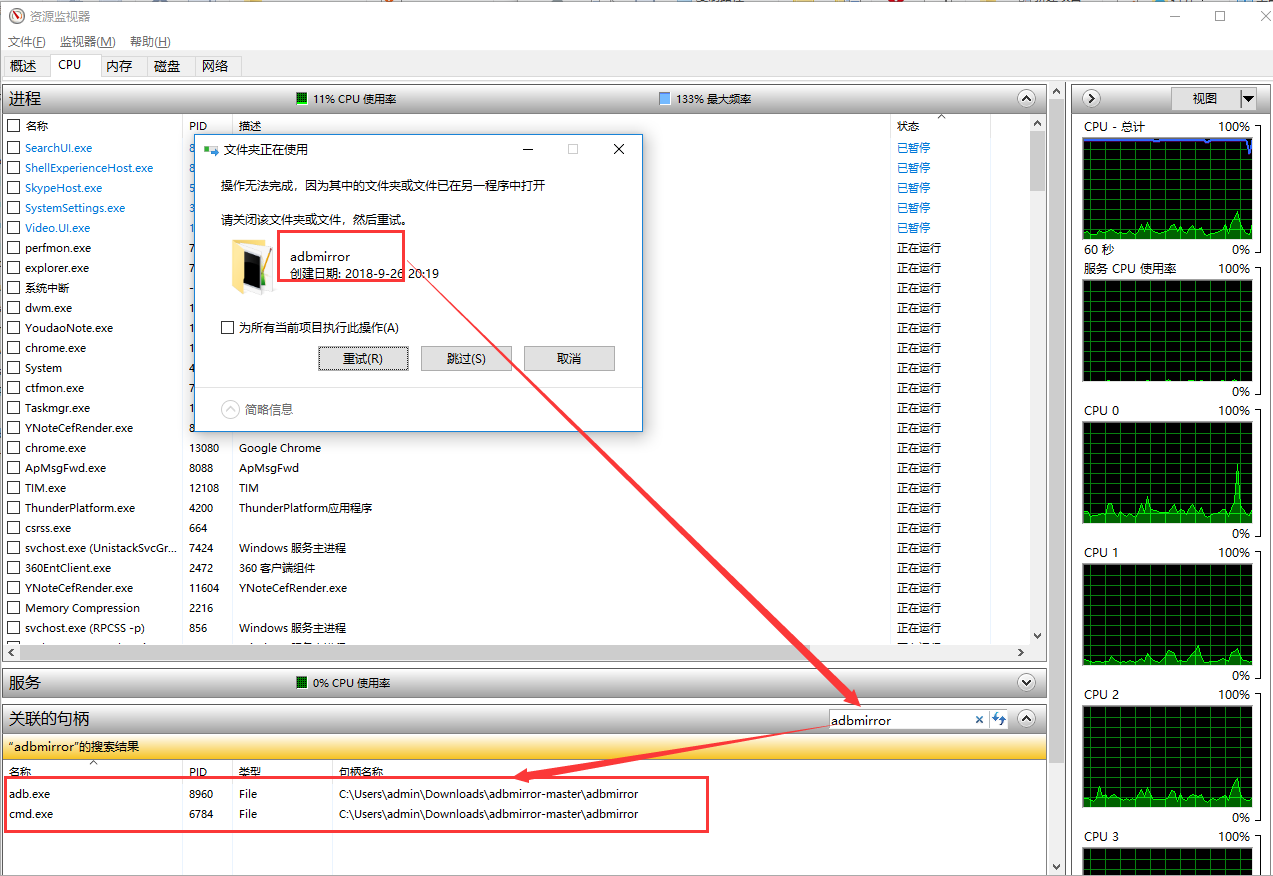 资源监视器
文件(F) 监视器(M) 帮助(H)
概述 CPU 内存 磁盘 网络
进程 11% CPU 使用率 133% 最大频率
名称 PID 描述 状态
SearchUI.exe 8 已暂停
ShellExperienceHost.exe 8 已暂停
SkypeHost.exe 5 已暂停
SystemSettings.exe 3 已暂停
Video.UI.exe 1 已暂停
perfmon.exe 7 正在运行
explorer.exe 7 正在运行
系统中断 - 正在运行
dwm.exe 1 正在运行
YoudaoNote.exe 1 正在运行
chrome.exe 1 正在运行
System 4 正在运行
ctfmon.exe 7 正在运行
Taskmgr.exe 1 正在运行
YNoteCefRender.exe 8 正在运行
chrome.exe 13080 Google Chrome 正在运行
ApMsgFwd.exe 8088 ApMsgFwd 正在运行
TIM.exe 12108 TIM 正在运行
ThunderPlatform.exe 4200 ThunderPlatform应用程序 正在运行
csrss.exe 664 正在运行
svchost.exe (UnistackSvcGr... 7424 Windows 服务主进程 正在运行
360EntClient.exe 2472 360 客户端组件 正在运行
YNoteCefRender.exe 11604 YNoteCefRender.exe 正在运行
Memory Compression 2216 正在运行
svchost.exe (RPCSS -p) 856 Windows 服务主进程 正在运行
文件夹正在使用
操作无法完成，因为其中的文件夹或文件已在另一程序中打开
请关闭该文件夹或文件，然后重试。
adbmirror
创建日期: 2018-9-26 20:19
为所有当前项目执行此操作(A)
重试(R) 跳过(S) 取消
简略信息
服务 0% CPU 使用率
关联的句柄 adbmirror
“adbmirror”的搜索结果
名称 PID 类型 句柄名称
adb.exe 8960 File C:\Users\admin\Downloads\adbmirror-master\adbmirror
cmd.exe 6784 File C:\Users\admin\Downloads\adbmirror-master\adbmirror
视图
CPU - 总计 100%
60 秒 0%
服务 CPU 使用率 100%
0%
CPU 0 100%
0%
CPU 1 100%
0%
CPU 2 100%
0%
CPU 3 100%